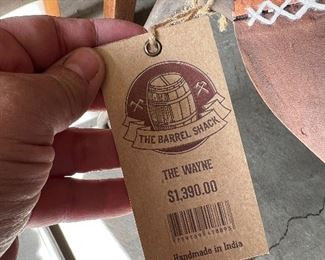 THE BARREL SHACK
THE WAYNE
$1,390.00
Handmade in India